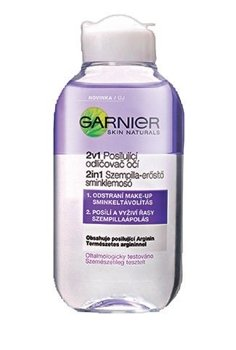 NOVINKA / ÚJ
GARNIER
SKIN NATURALS
2v1 Posilující
odličovač očí
2in1 Szempilla-erősítő
sminklemosó
1. ODSTRANÍ MAKE-UP
SMINKELTÁVOLÍTÁS
2. POSÍLÍ A VYŽIVÍ ŘASY
SZEMPILLAÁPOLÁS
Obsahuje posilující Arginin
Természetes argininnel
Oftalmologicky testováno
Szemészetileg tesztelt